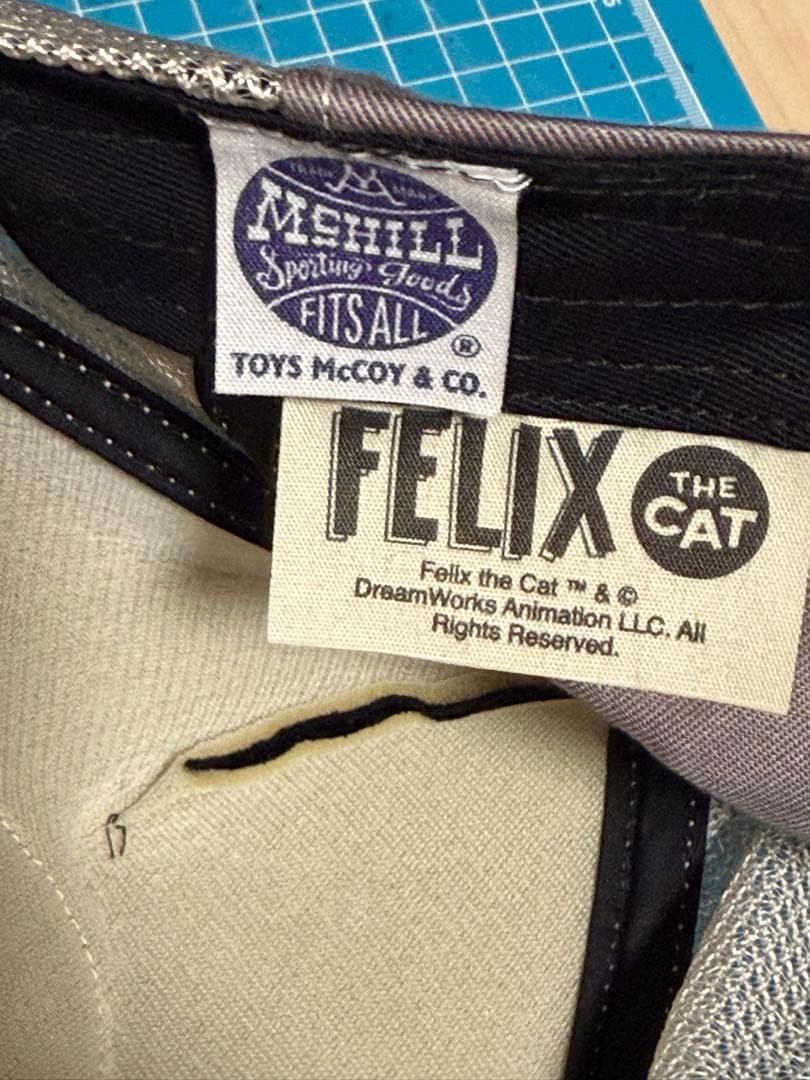 TRADE MARK
McHILL
Sporting Goods
FITS ALL
®
TOYS McCOY & CO.
FELIX
THE
CAT
Felix the Cat ™ & ©
DreamWorks Animation LLC. All
Rights Reserved.